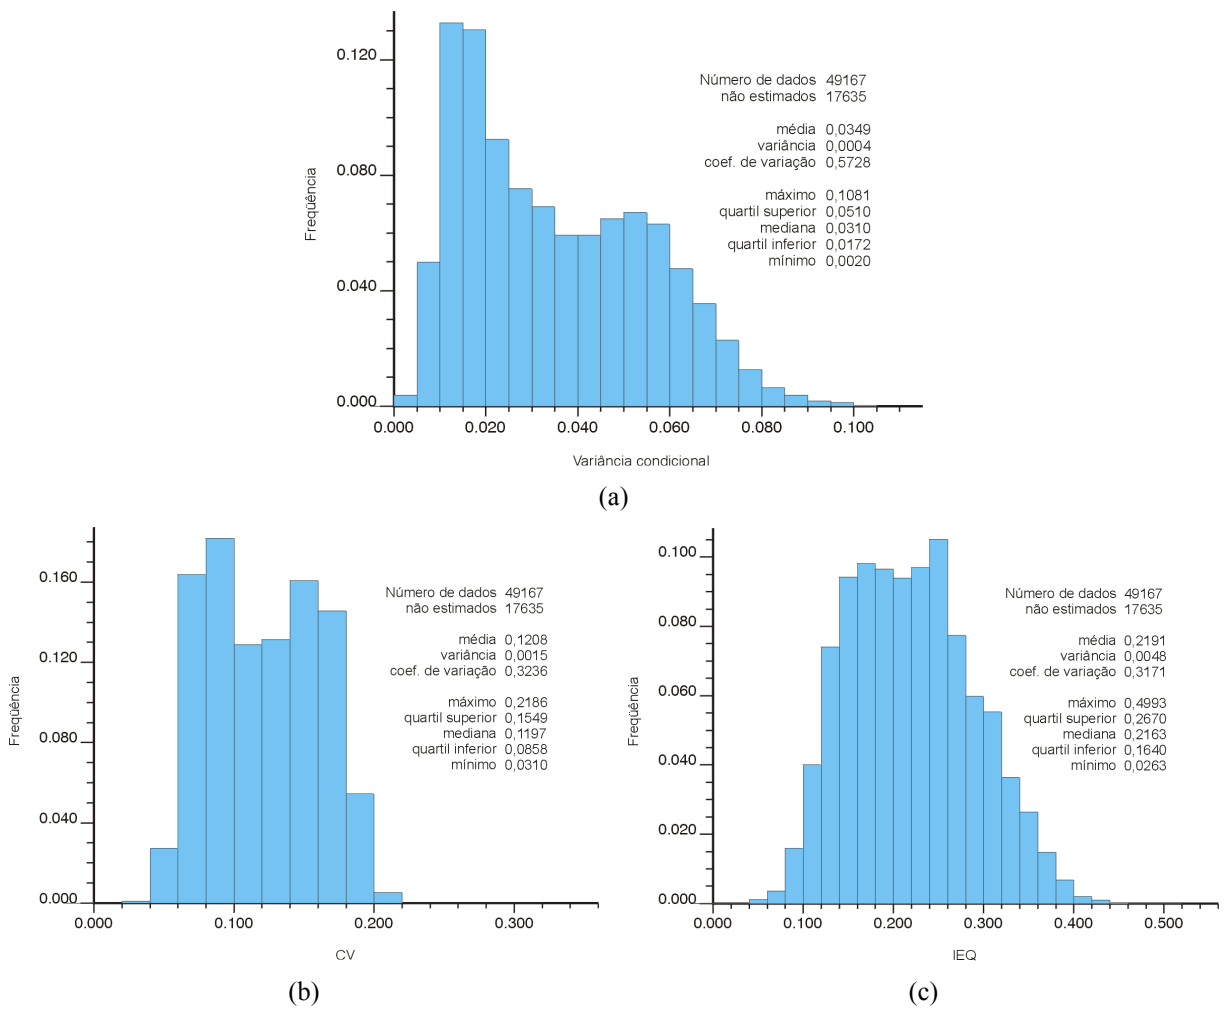 0.120
0.080
0.040
0.000
Freqüência
Número de dados 49167
não estimados 17635
média 0,0349
variância 0,0004
coef. de variação 0,5728
máximo 0,1081
quartil superior 0,0510
mediana 0,0310
quartil inferior 0,0172
mínimo 0,0020
0.000 0.020 0.040 0.060 0.080 0.100
Variância condicional
(a)
0.160
0.120
0.080
0.040
0.000
Freqüência
Número de dados 49167
não estimados 17635
média 0,1208
variância 0,0015
coef. de variação 0,3236
máximo 0,2186
quartil superior 0,1549
mediana 0,1197
quartil inferior 0,0858
mínimo 0,0310
0.000 0.100 0.200 0.300
CV
(b)
0.100
0.080
0.060
0.040
0.020
0.000
Freqüência
Número de dados 49167
não estimados 17635
média 0,2191
variância 0,0048
coef. de variação 0,3171
máximo 0,4993
quartil superior 0,2670
mediana 0,2163
quartil inferior 0,1640
mínimo 0,0263
0.000 0.100 0.200 0.300 0.400 0.500
IEQ
(c)